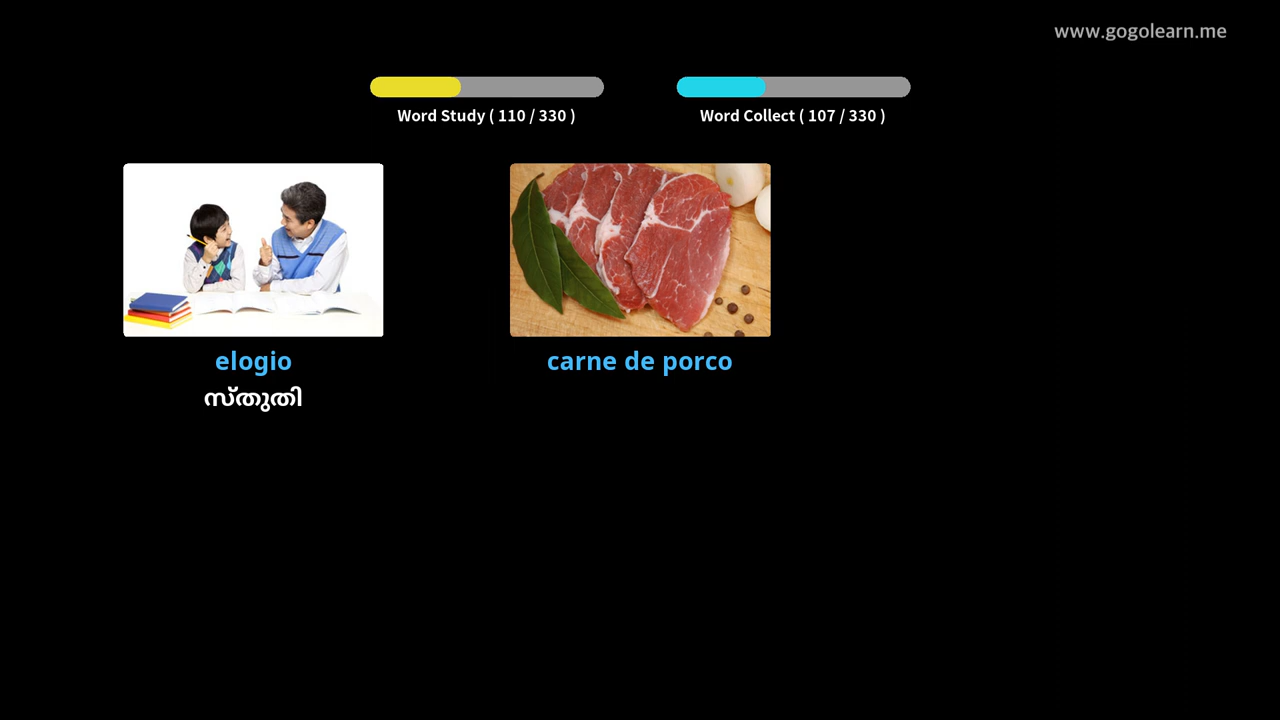 www.gogolearn.me
Word Study ( 110 / 330 )
Word Collect ( 107 / 330 )
elogio
സ്തുതി
carne de porco